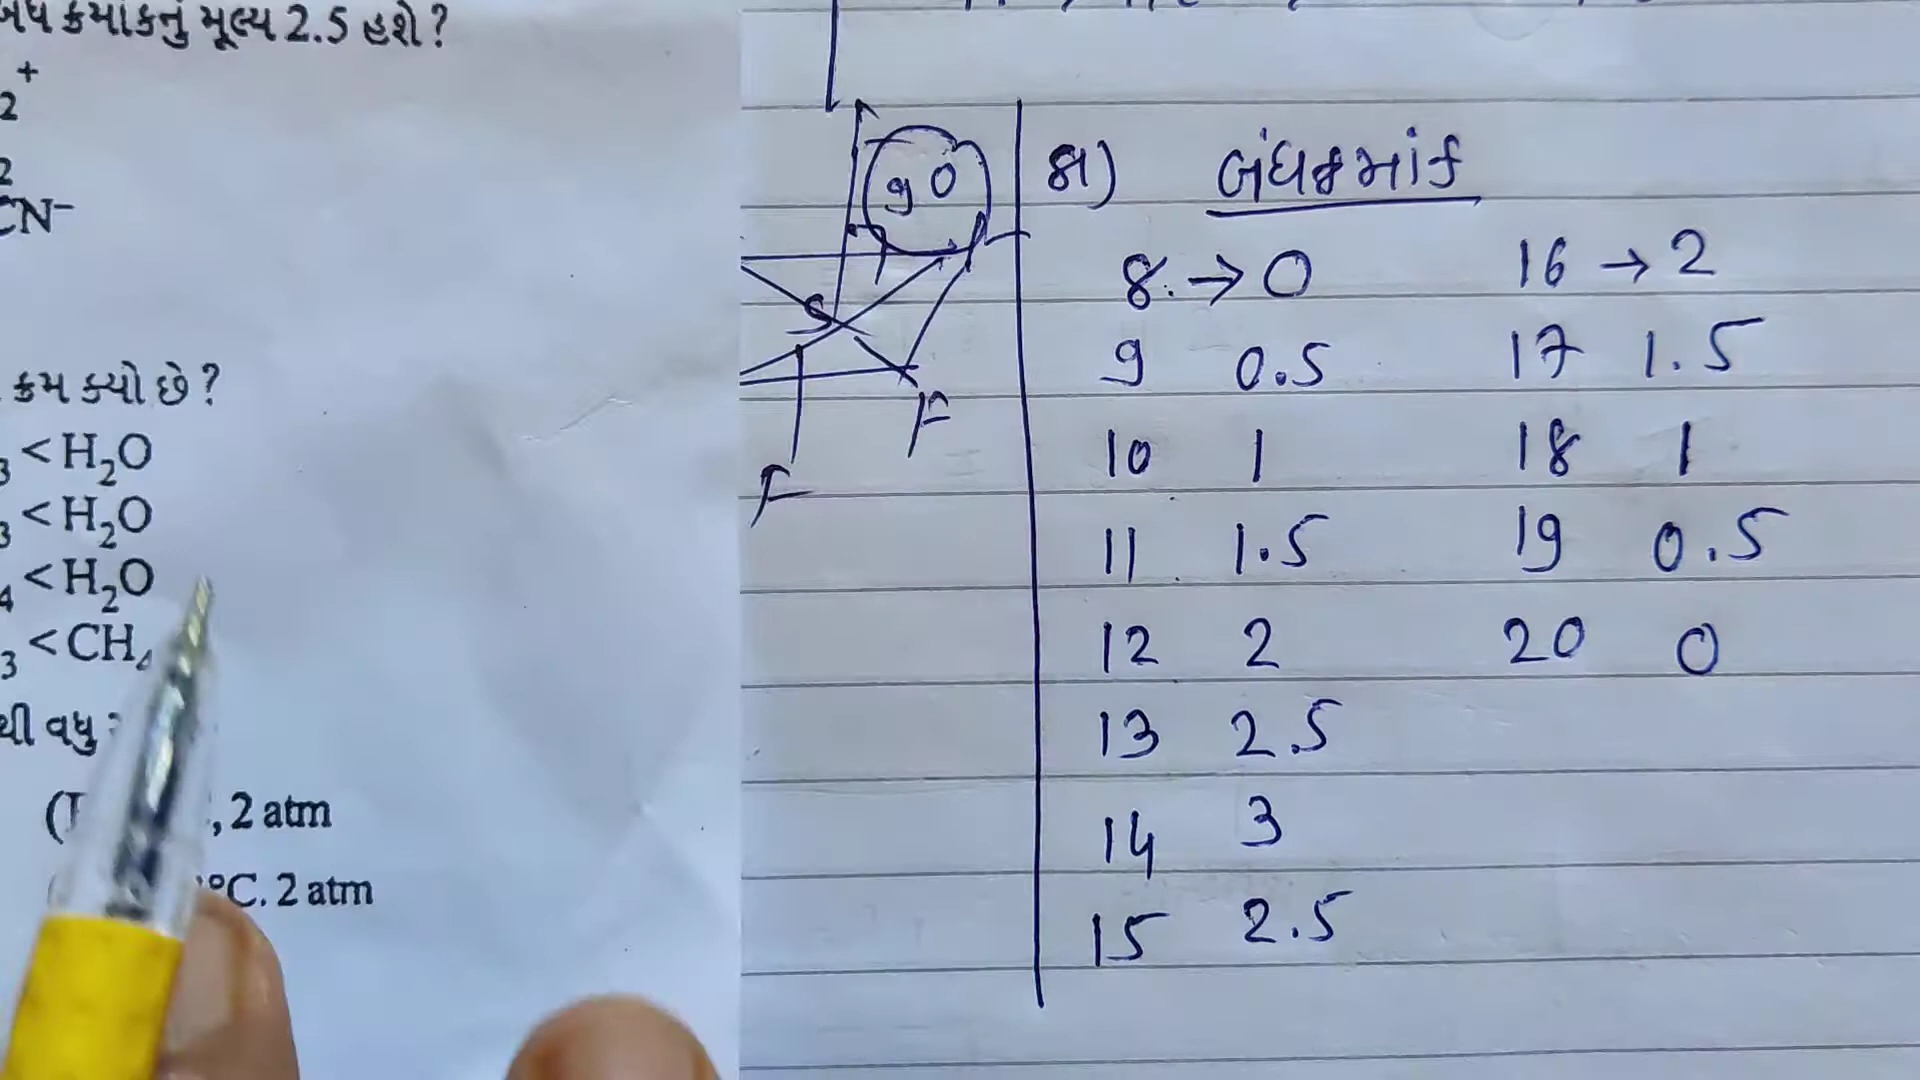 બંધ ક્રમાંકનું મૂલ્ય 2.5 હશે ?
2⁺
2
CN⁻
ક્રમ ક્યો છે ?
₃ < H₂O
₃ < H₂O
₄ < H₂O
₃ < CH₄
થી વધુ
, 2 atm
°C. 2 atm
90
S
F
F
કા) બંધક્રમાંક
8. → 0 16 → 2
9 0.5 17 1.5
10 1 18 1
11 1.5 19 0.5
12 2 20 0
13 2.5
14 3
15 2.5